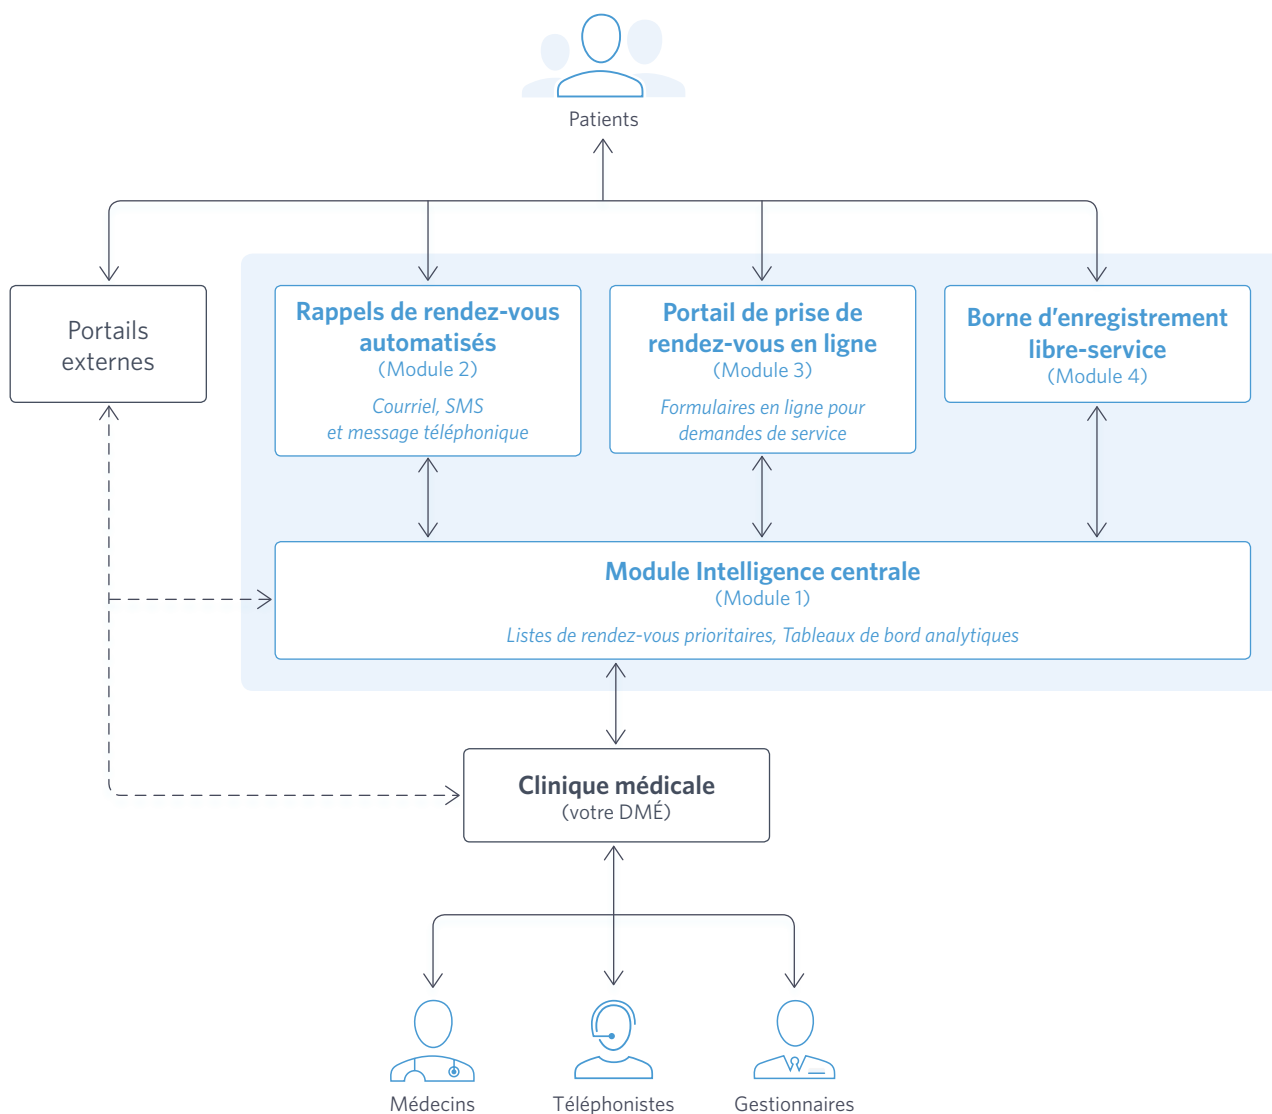 Patients
Portails
externes
Rappels de rendez-vous
automatisés
(Module 2)
Courriel, SMS
et message téléphonique
Portail de prise de
rendez-vous en ligne
(Module 3)
Formulaires en ligne pour
demandes de service
Borne d'enregistrement
libre-service
(Module 4)
Module Intelligence centrale
(Module 1)
Listes de rendez-vous prioritaires, Tableaux de bord analytiques
Clinique médicale
(votre DMÉ)
Médecins
Téléphonistes
Gestionnaires